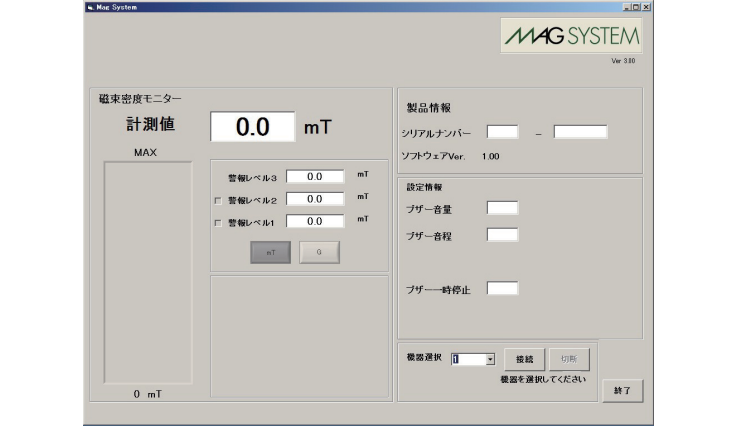 Mag System
MAGSYSTEM
Ver 3.00
磁束密度モニター
計測値 0.0 mT
MAX
警報レベル3 0.0 mT
警報レベル2 0.0 mT
警報レベル1 0.0 mT
mT G
0 mT
製品情報
シリアルナンバー -
ソフトウェアVer. 1.00
設定情報
ブザー音量
ブザー音程
ブザー一時停止
機器選択 1 接続 切断
機器を選択してください
終了